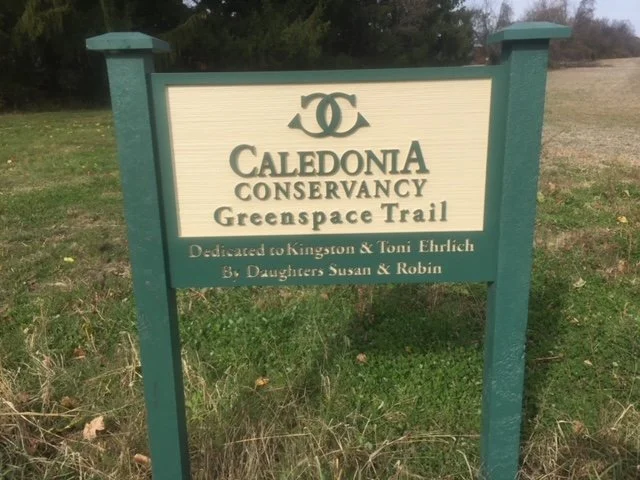 CALEDONIA
CONSERVANCY
Greenspace Trail
Dedicated to Kingston & Toni Ehrlich
By Daughters Susan & Robin